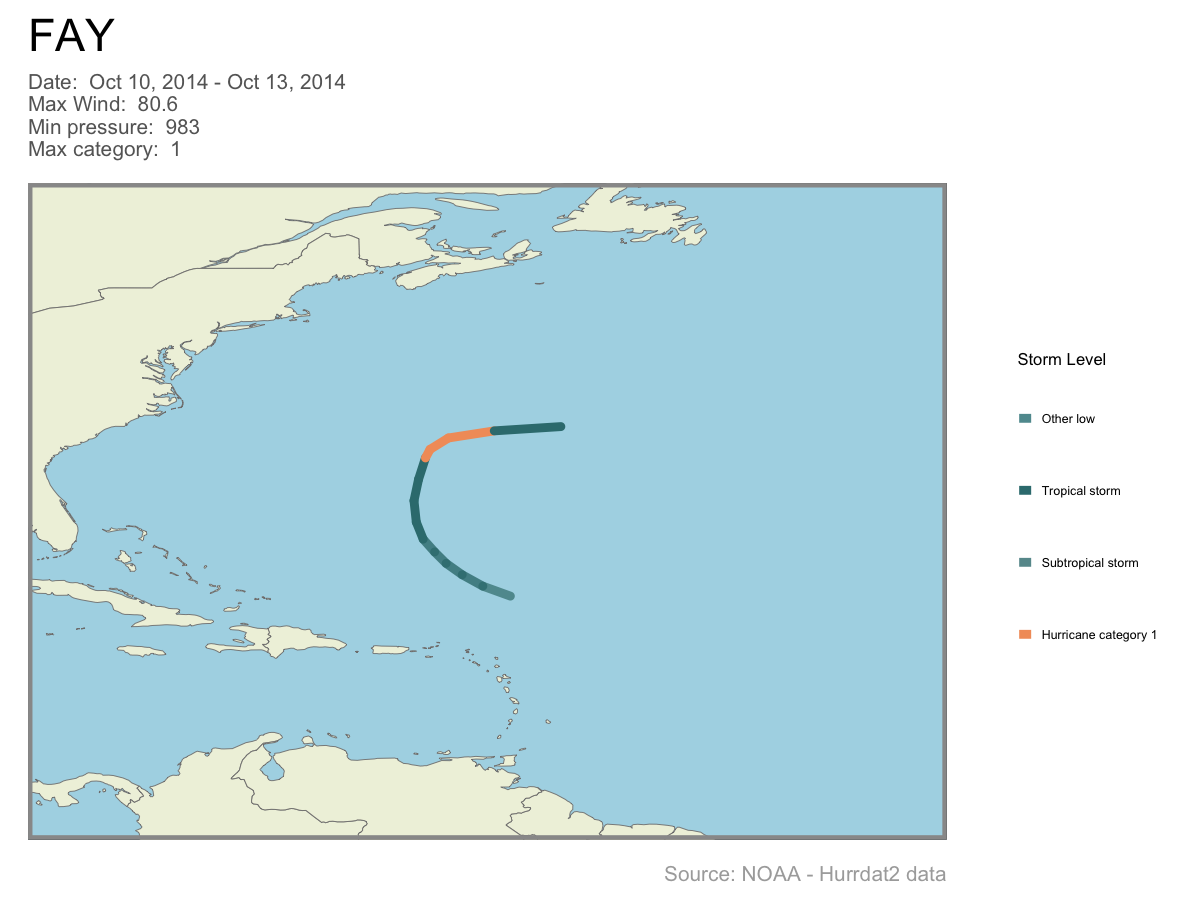 FAY
Date:  Oct 10, 2014 - Oct 13, 2014
Max Wind:  80.6
Min pressure:  983
Max category:  1
Storm Level
Other low
Tropical storm
Subtropical storm
Hurricane category 1
Source: NOAA - Hurrdat2 data